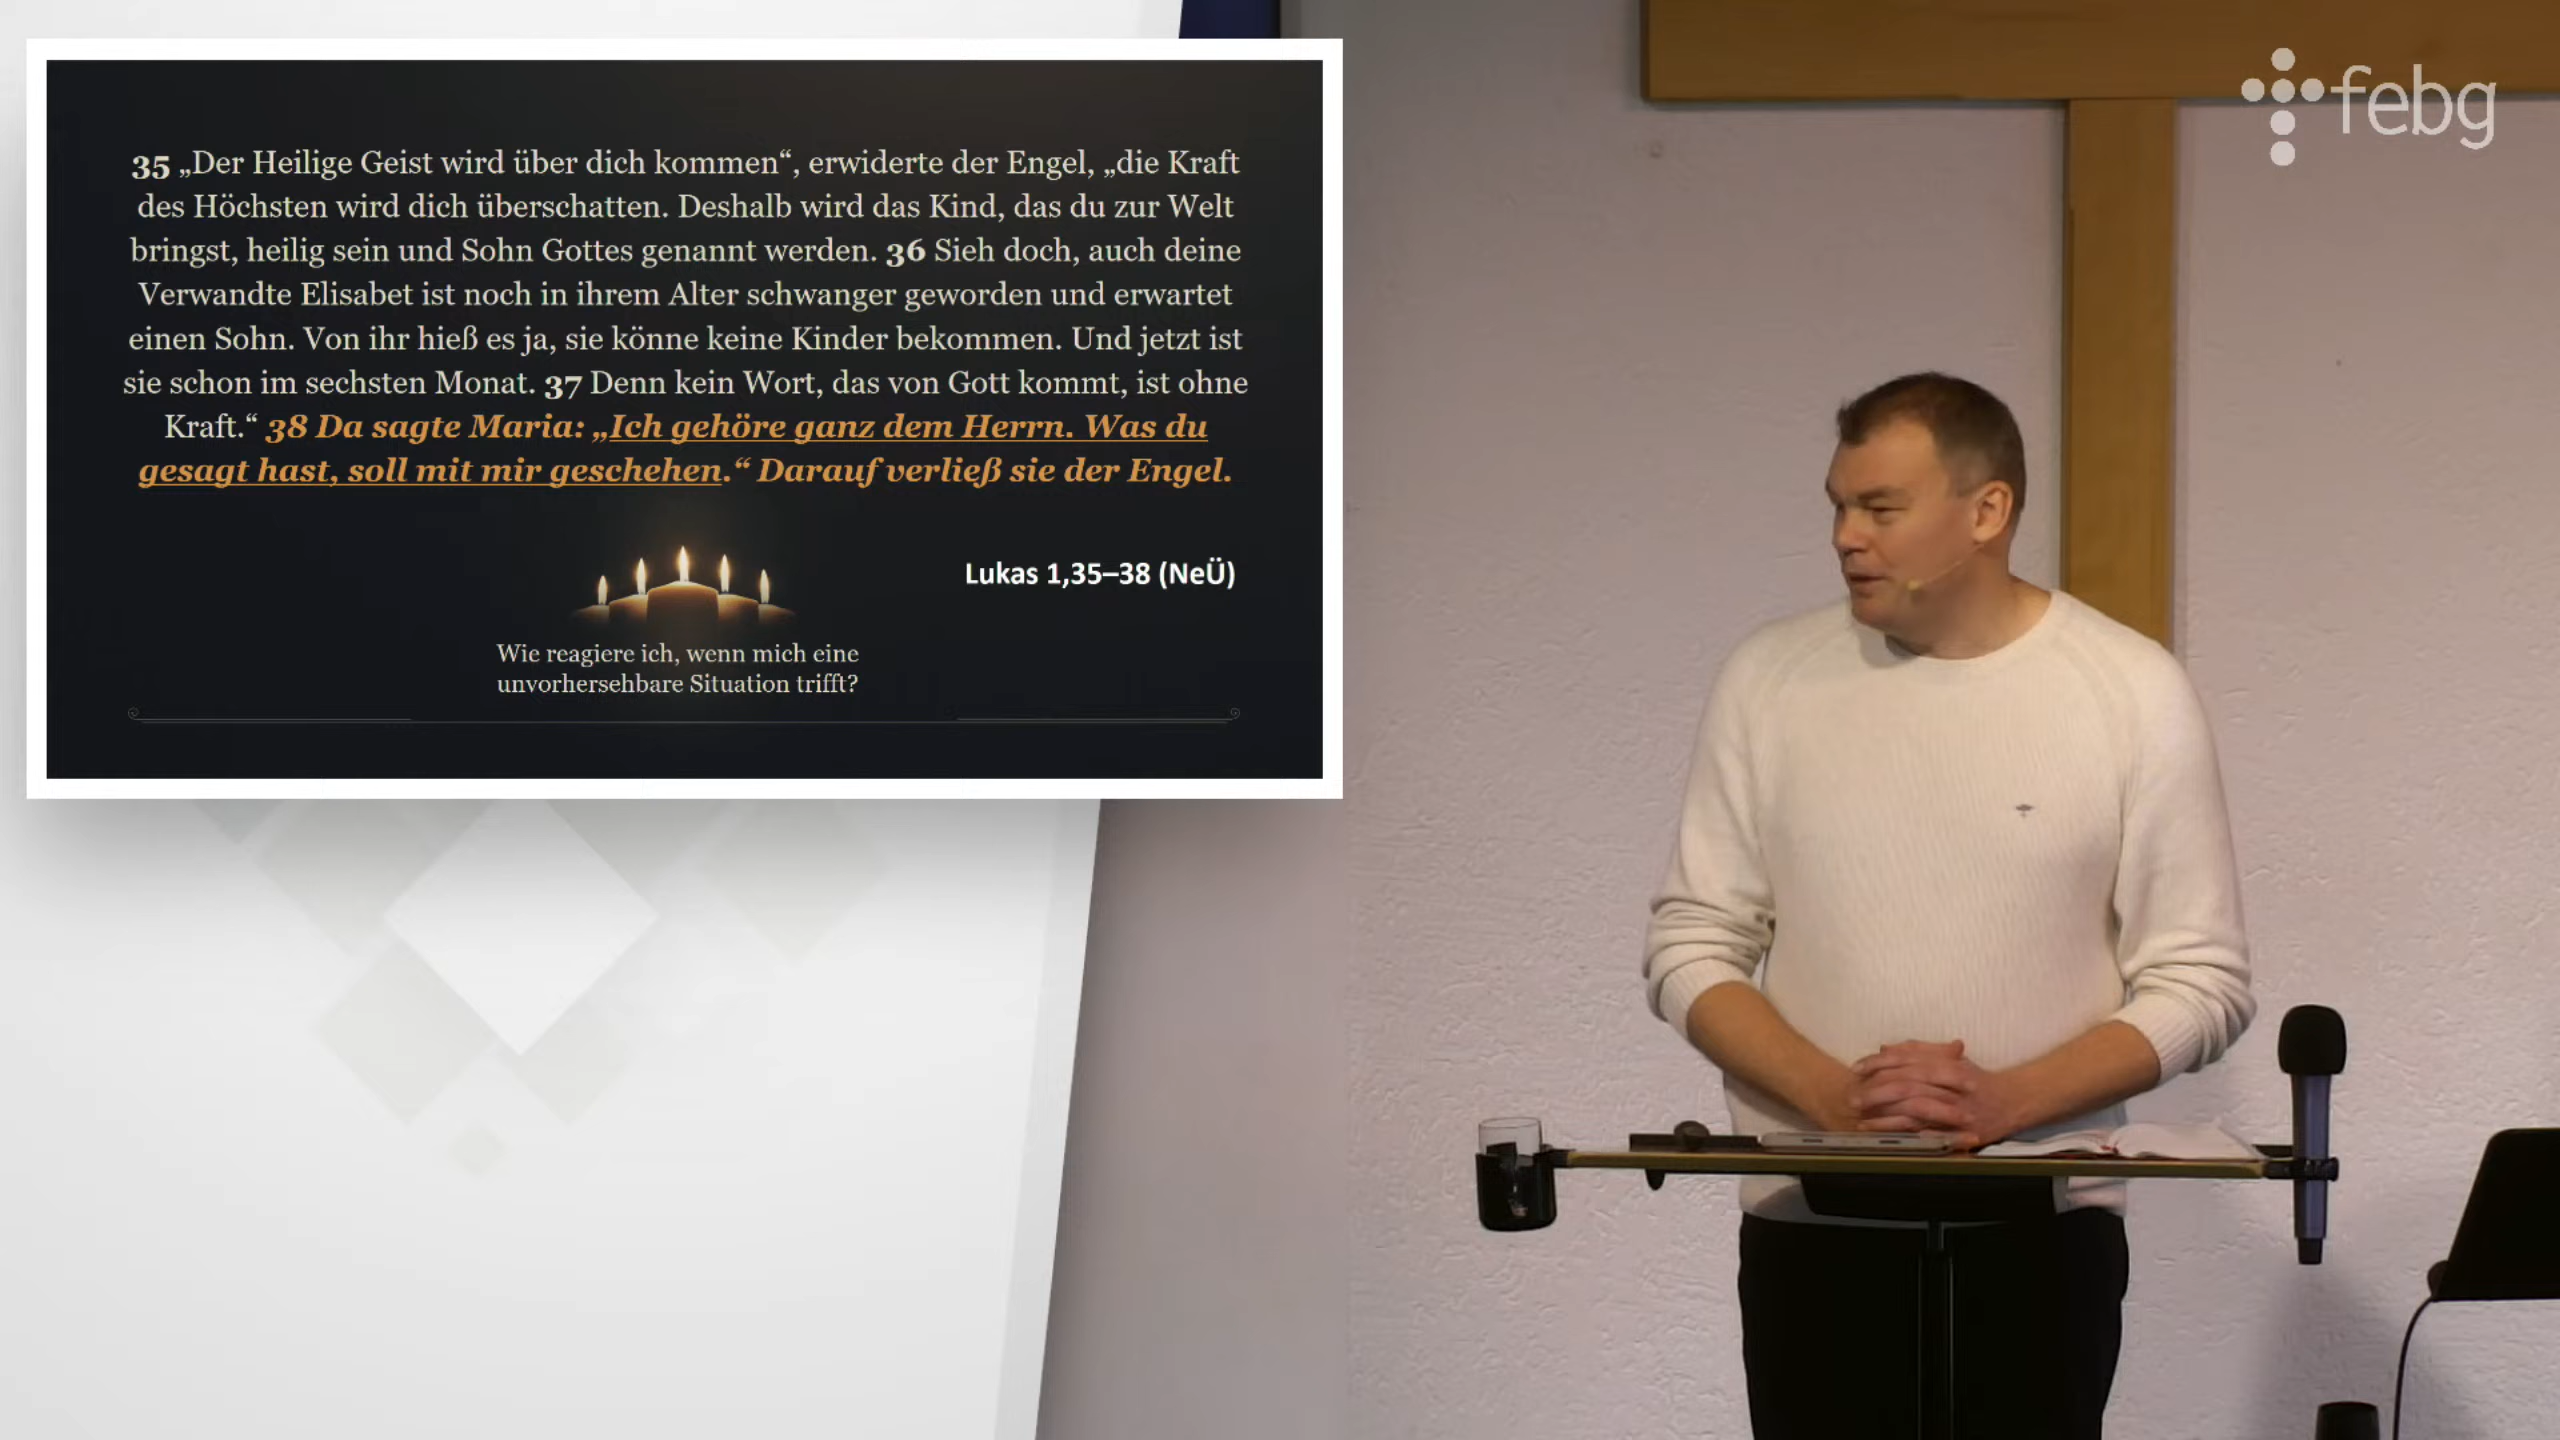 35 „Der Heilige Geist wird über dich kommen“, erwiderte der Engel, „die Kraft
des Höchsten wird dich überschatten. Deshalb wird das Kind, das du zur Welt
bringst, heilig sein und Sohn Gottes genannt werden. 36 Sieh doch, auch deine
Verwandte Elisabet ist noch in ihrem Alter schwanger geworden und erwartet
einen Sohn. Von ihr hieß es ja, sie könne keine Kinder bekommen. Und jetzt ist
sie schon im sechsten Monat. 37 Denn kein Wort, das von Gott kommt, ist ohne
Kraft.“ 38 Da sagte Maria: „Ich gehöre ganz dem Herrn. Was du
gesagt hast, soll mit mir geschehen.“ Darauf verließ sie der Engel.
Lukas 1,35–38 (NeÜ)
Wie reagiere ich, wenn mich eine
unvorhersehbare Situation trifft?
febg